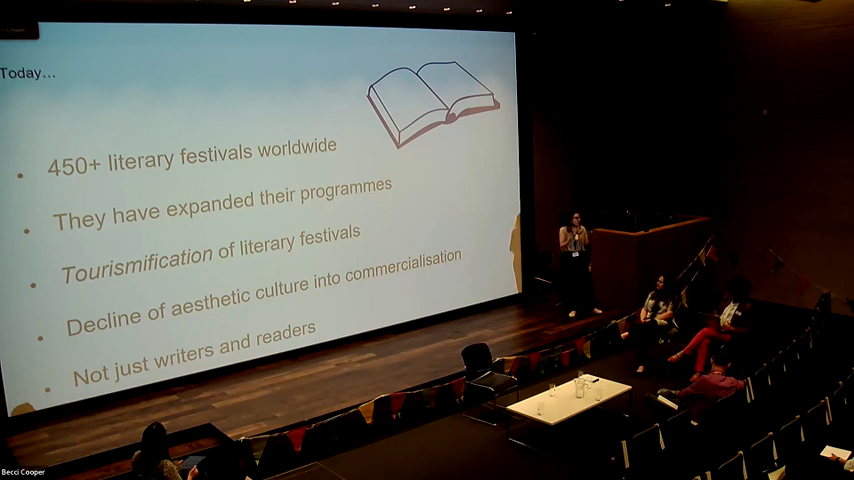 Today...
450+ literary festivals worldwide
They have expanded their programmes
Tourismification of literary festivals
Decline of aesthetic culture into commercialisation
Not just writers and readers
Becci Cooper